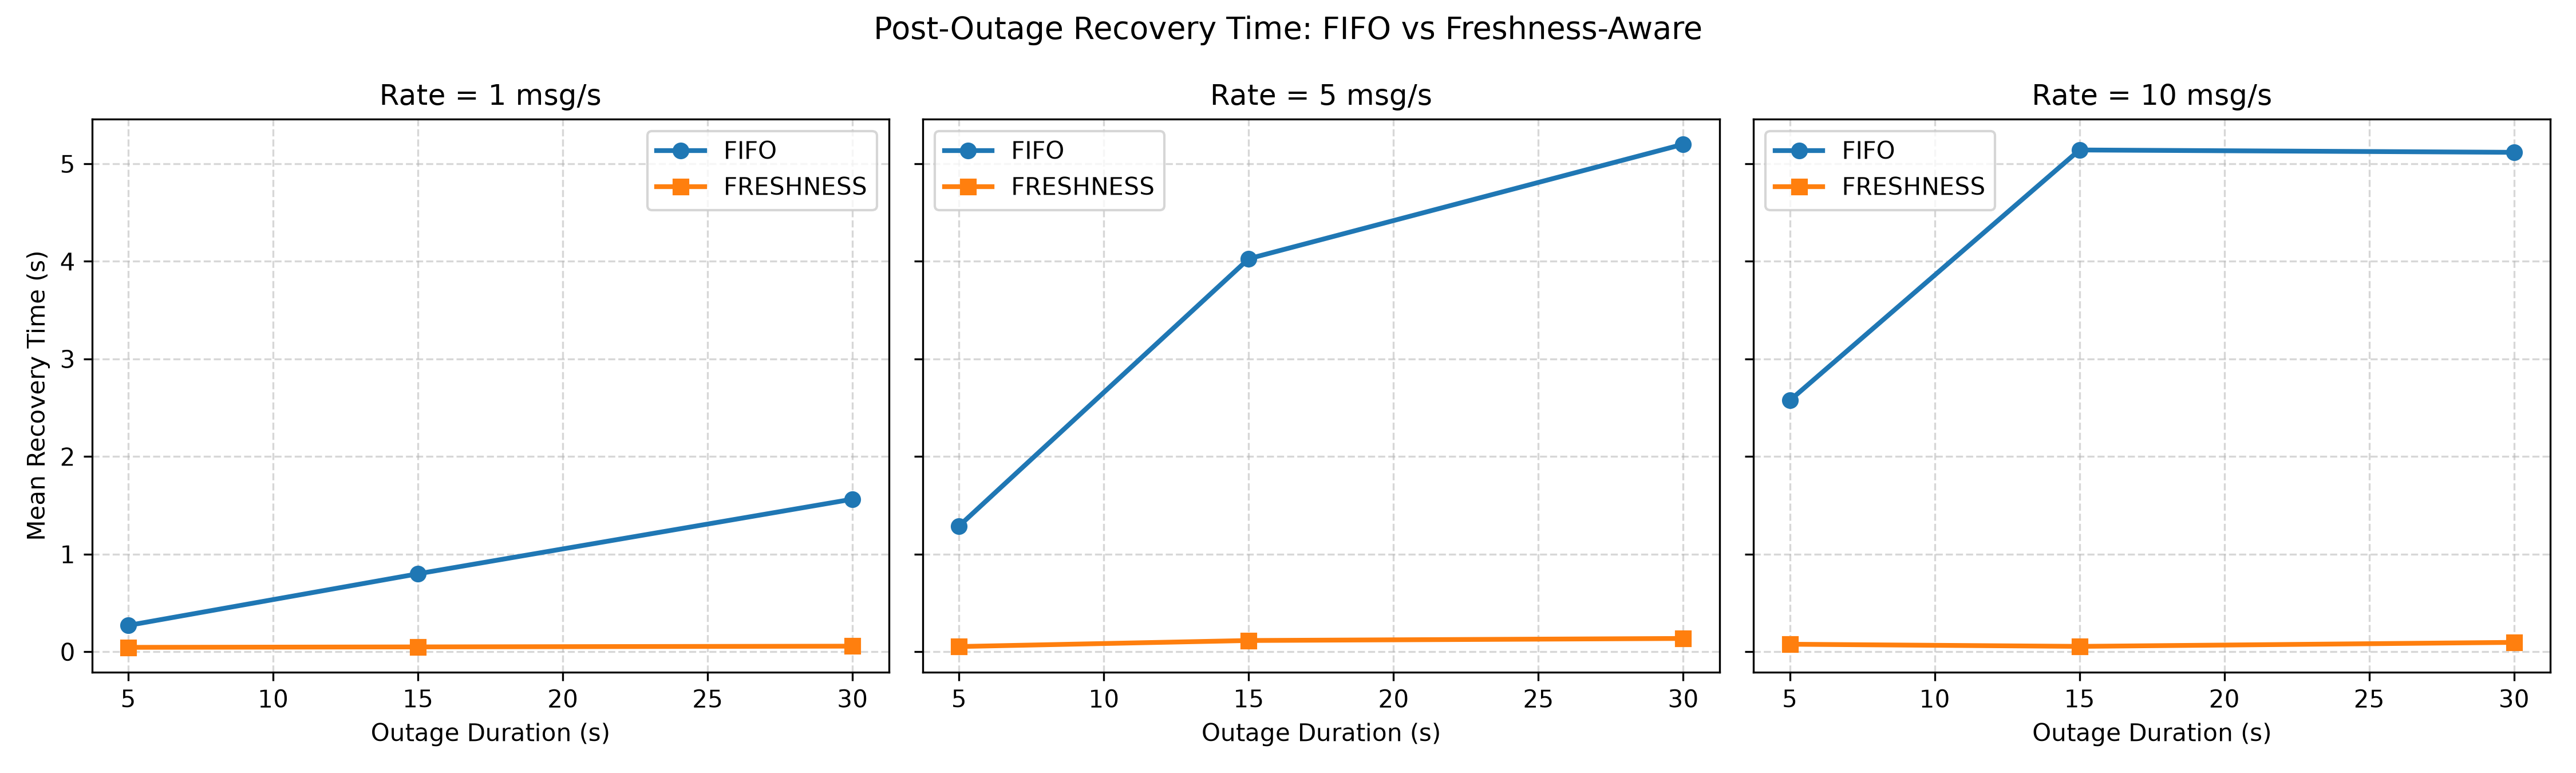 Post-Outage Recovery Time: FIFO vs Freshness-Aware
Rate = 1 msg/s
Mean Recovery Time (s)
5
4
3
2
1
0
FIFO
FRESHNESS
5 10 15 20 25 30
Outage Duration (s)
Rate = 5 msg/s
FIFO
FRESHNESS
5 10 15 20 25 30
Outage Duration (s)
Rate = 10 msg/s
FIFO
FRESHNESS
5 10 15 20 25 30
Outage Duration (s)